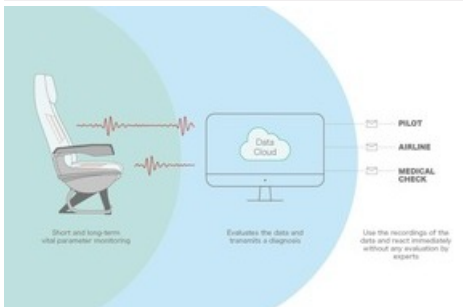 Data
Cloud
PILOT
AIRLINE
MEDICAL
CHECK
Short and long-term
vital parameter monitoring
Evaluates the data and
transmits a diagnosis
Use the recordings of the
data and react immediately
without any evaluation by
experts